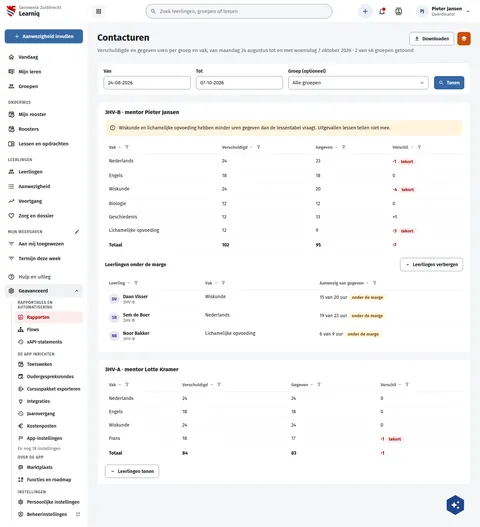 Gemeente Zuiddrecht
Learniq
Zoek leerlingen, groepen of lessen
PJ
Pieter Jansen
Coördinator
Aanwezigheid invullen
Vandaag
Mijn leren
Groepen
ONDERWIJS
Mijn rooster
Roosters
Lessen en opdrachten
LEERLINGEN
Leerlingen
Aanwezigheid
Voortgang
Zorg en dossier
MIJN WEERGAVEN
Aan mij toegewezen
Termijn deze week
Hulp en uitleg
Geavanceerd
RAPPORTAGES EN AUTOMATISERING
Rapporten
Flows
xAPI-statements
DE APP INRICHTEN
Toetsweken
Oudergespreksrondes
Cursuspakket exporteren
Integraties
Jaarovergang
Kostenposten
App-instellingen
En nog 18 instellingen
OVER DE APP
Marktplaats
Functies en roadmap
INSTELLINGEN
Persoonlijke instellingen
Beheerinstellingen
Contacturen
Verschuldigde en gegeven uren per groep en vak, van maandag 24 augustus tot en met woensdag 7 oktober 2026 · 2 van 46 groepen getoond
Downloaden
Van
24-08-2026
Tot
07-10-2026
Groep (optioneel)
Alle groepen
Tonen
3HV-B · mentor Pieter Jansen
Wiskunde en lichamelijke opvoeding hebben minder uren gegeven dan de lessentabel vraagt. Uitgevallen lessen tellen niet mee.
Vak Verschuldigd Gegeven Verschil
Nederlands 24 23 -1 tekort
Engels 18 18 0
Wiskunde 24 20 -4 tekort
Biologie 12 12 0
Geschiedenis 12 13 +1
Lichamelijke opvoeding 12 9 -3 tekort
Totaal 102 95 -7
Leerlingen onder de marge
Leerlingen verbergen
Leerling Vak Aanwezig van gegeven
DV Daan Visser Wiskunde 15 van 20 uur onder de marge
3HV-B
SB Sem de Boer Nederlands 19 van 23 uur onder de marge
3HV-B
NB Noor Bakker Lichamelijke opvoeding 6 van 9 uur onder de marge
3HV-B
3HV-A · mentor Lotte Kramer
Vak Verschuldigd Gegeven Verschil
Nederlands 24 24 0
Engels 18 18 0
Wiskunde 24 24 0
Frans 18 17 -1 tekort
Totaal 84 83 -1
Leerlingen tonen